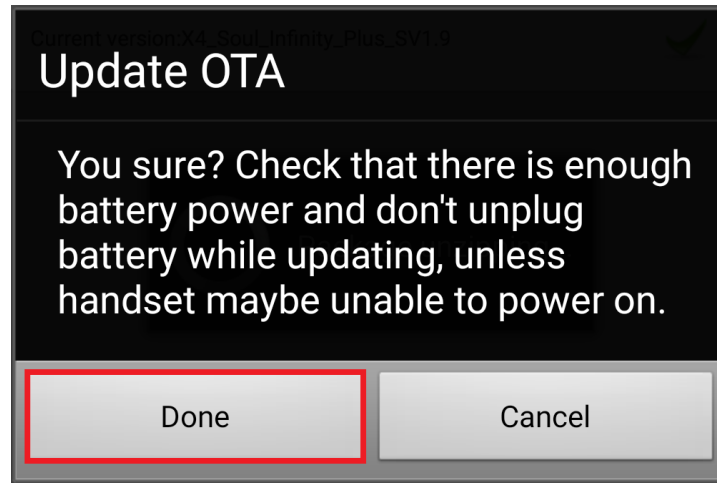 Current version:X4_Soul_Infinity_Plus_SV1.9
Update OTA
You sure? Check that there is enough
battery power and don't unplug
battery while updating, unless
handset maybe unable to power on.
Done
Cancel